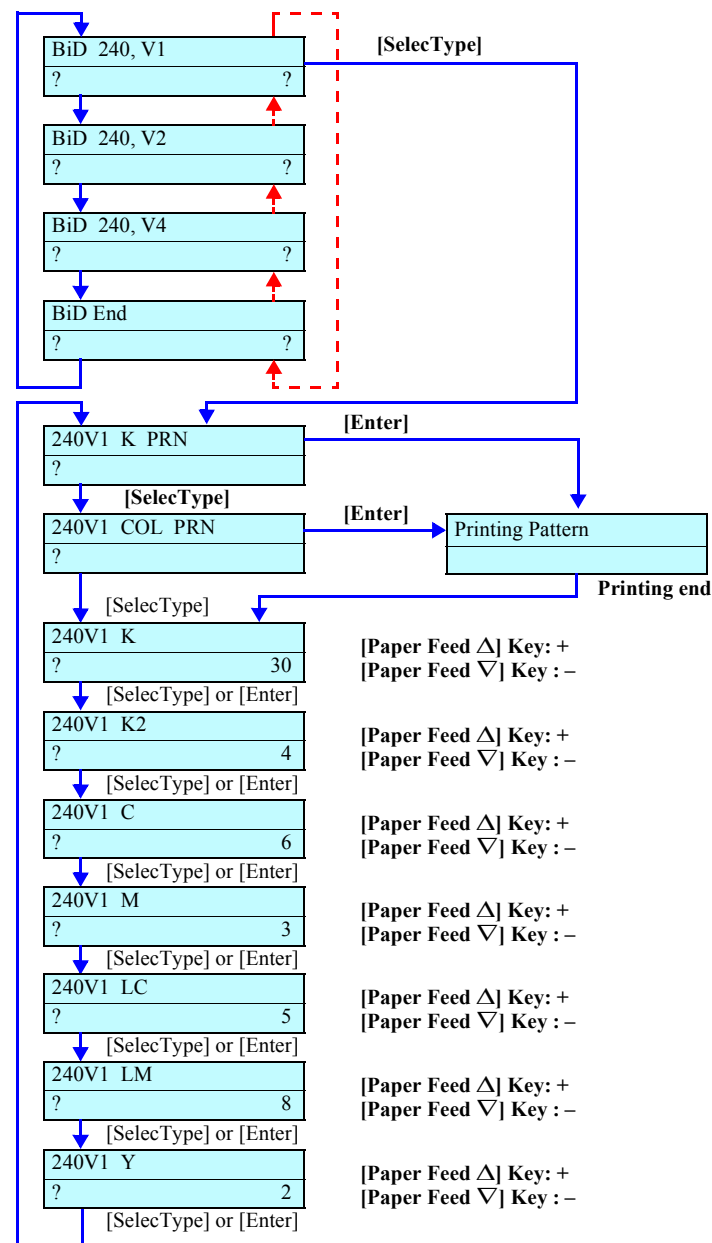 BiD 240, V1
[SelecType]
? ?
BiD 240, V2
? ?
BiD 240, V4
? ?
BiD End
? ?
240V1 K PRN
[Enter]
?
[SelecType]
240V1 COL PRN
[Enter]
Printing Pattern
?
Printing end
[SelecType]
240V1 K
? 30
[Paper Feed Δ] Key: +
[Paper Feed ∇] Key : –
[SelecType] or [Enter]
240V1 K2
? 4
[Paper Feed Δ] Key: +
[Paper Feed ∇] Key : –
[SelecType] or [Enter]
240V1 C
? 6
[Paper Feed Δ] Key: +
[Paper Feed ∇] Key : –
[SelecType] or [Enter]
240V1 M
? 3
[Paper Feed Δ] Key: +
[Paper Feed ∇] Key : –
[SelecType] or [Enter]
240V1 LC
? 5
[Paper Feed Δ] Key: +
[Paper Feed ∇] Key : –
[SelecType] or [Enter]
240V1 LM
? 8
[Paper Feed Δ] Key: +
[Paper Feed ∇] Key : –
[SelecType] or [Enter]
240V1 Y
? 2
[Paper Feed Δ] Key: +
[Paper Feed ∇] Key : –
[SelecType] or [Enter]